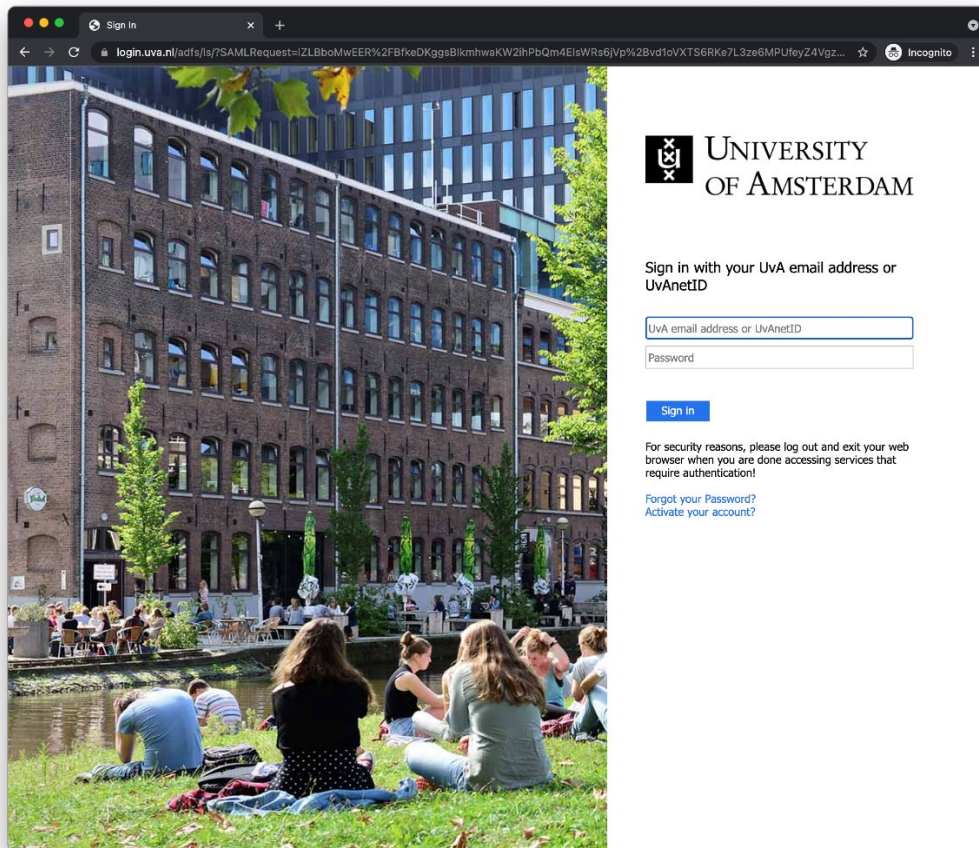 Sign In
login.uva.nl/adfs/ls/?SAMLRequest=lZLBboMwEER%2FBfkeDKggsBlkmhwaKW2ihPbQm4ElsWRs6jVp%2Bvd1oVXTS6RKe7L3ze6MPUfeyZ4Vgz...
Incognito
UNIVERSITY
OF AMSTERDAM
Sign in with your UvA email address or
UvAnetID
UvA email address or UvAnetID
Password
Sign in
For security reasons, please log out and exit your web
browser when you are done accessing services that
require authentication!
Forgot your Password?
Activate your account?